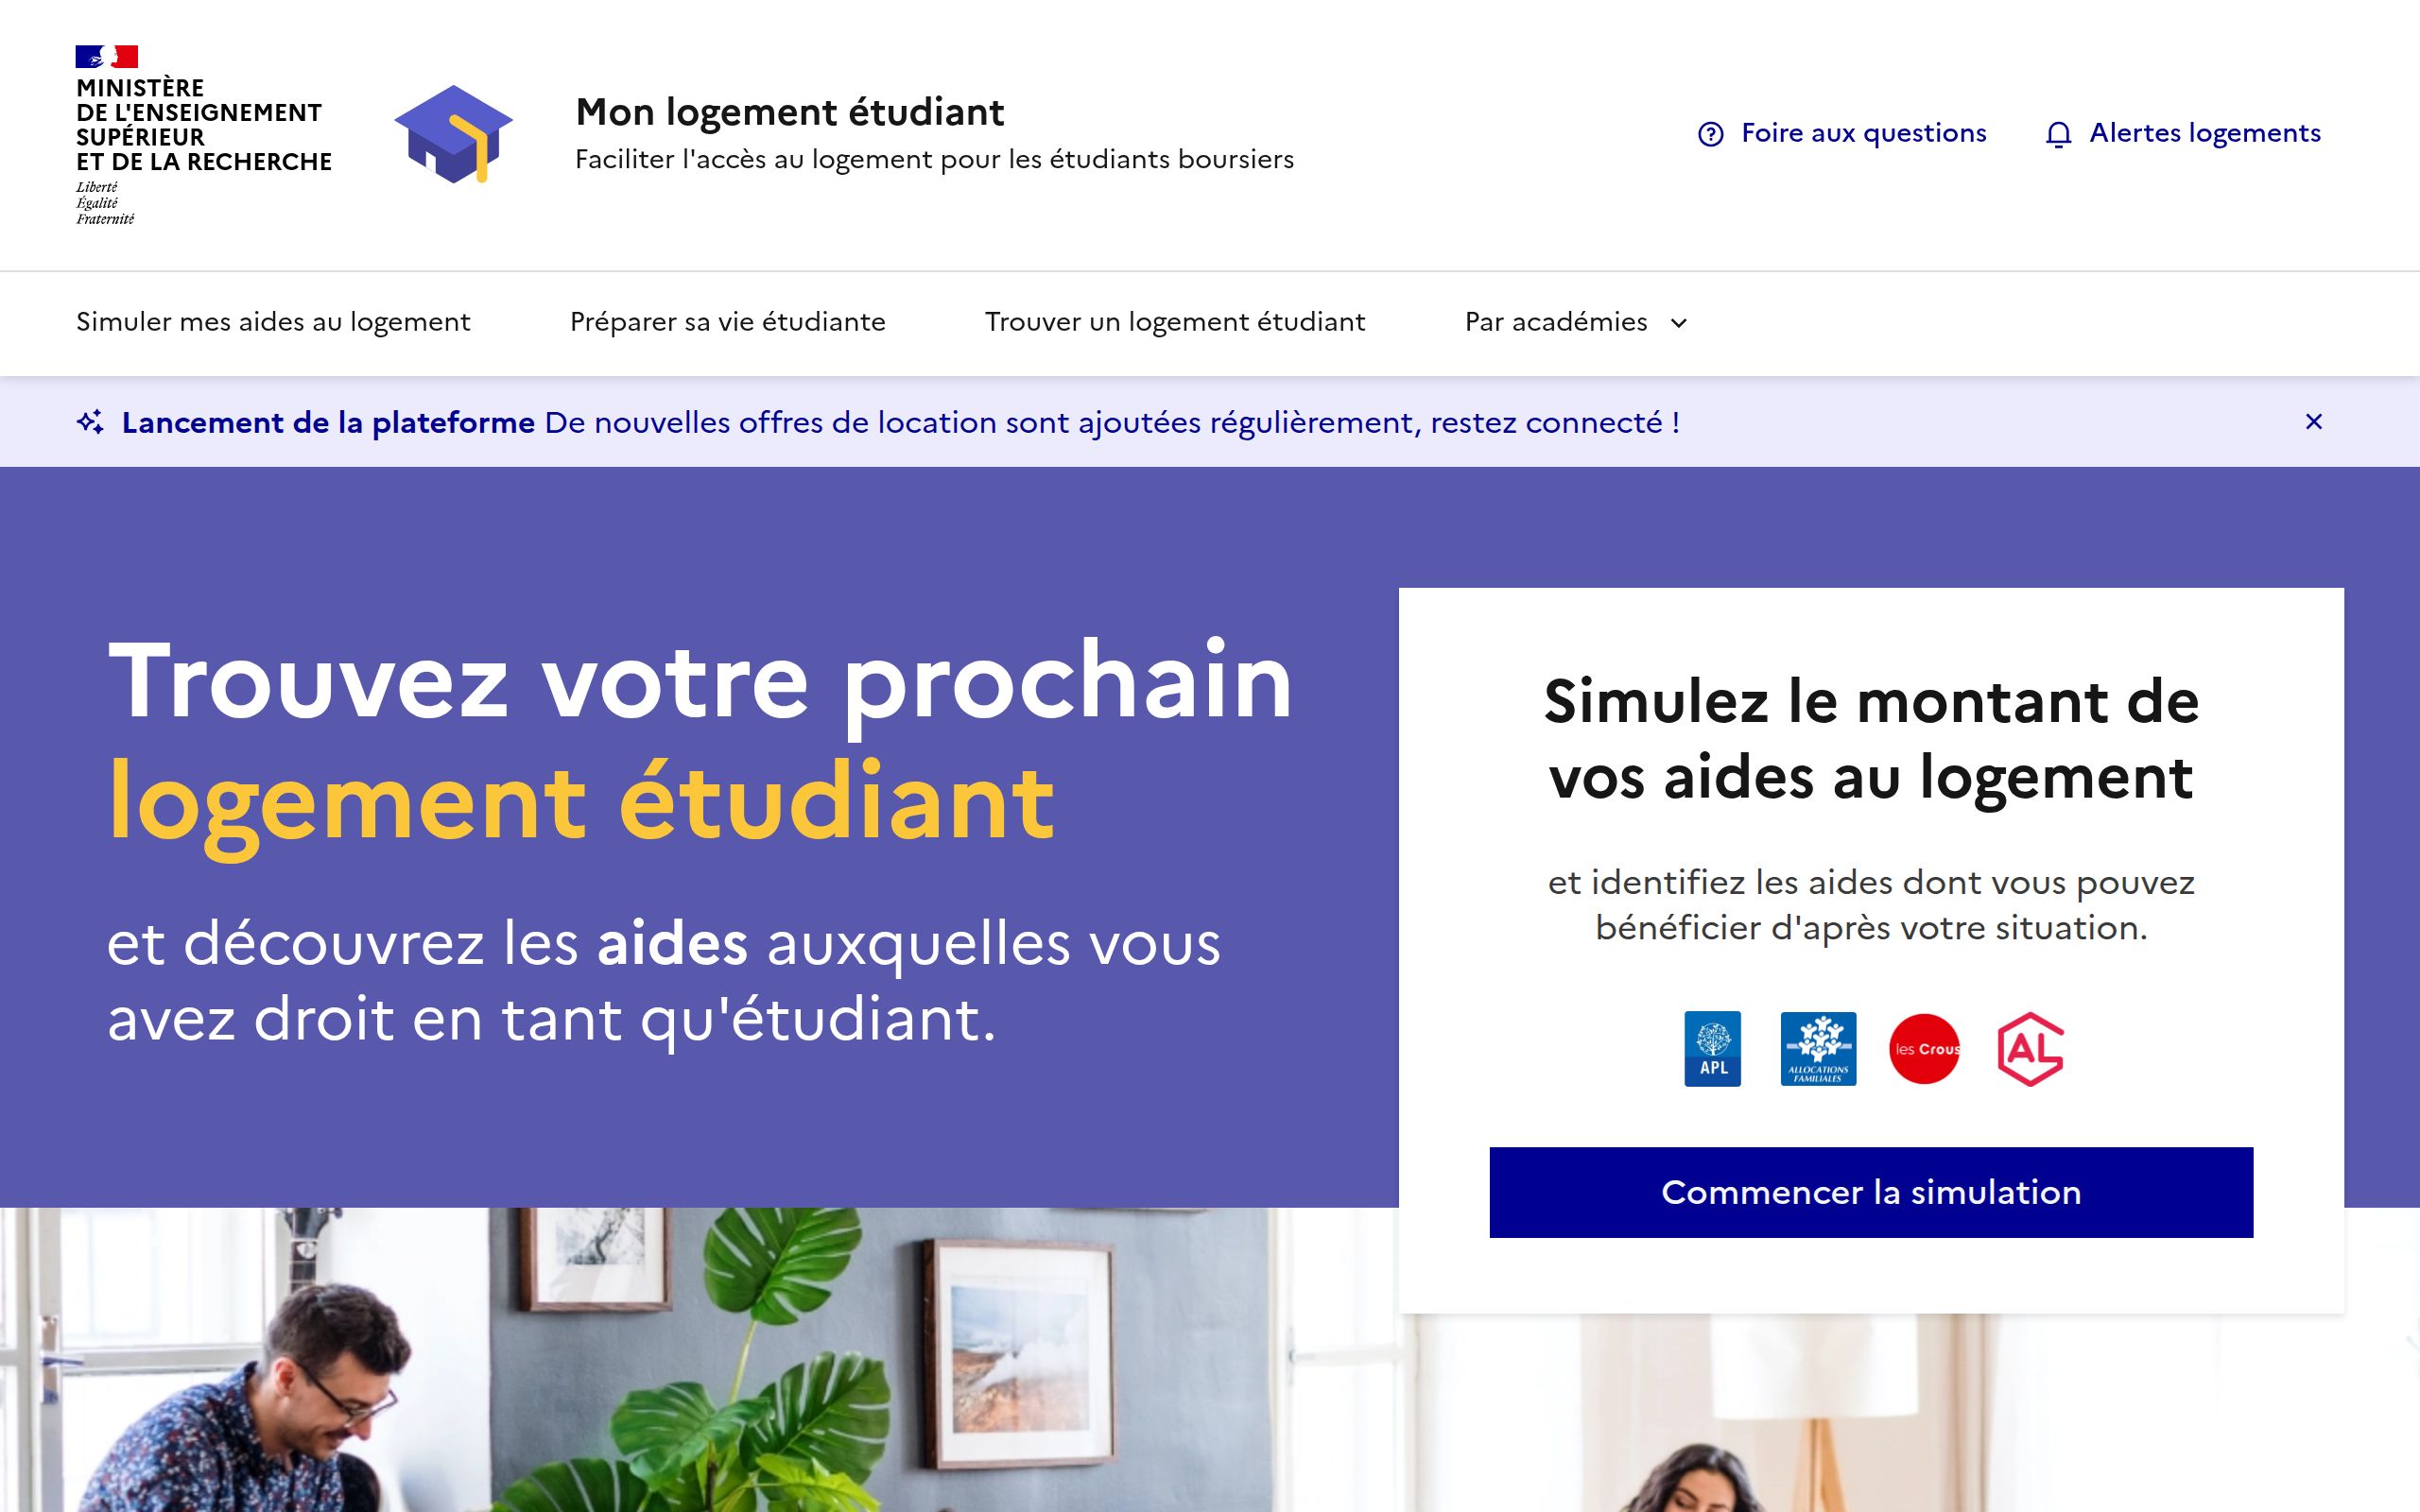 MINISTÈRE
DE L'ENSEIGNEMENT
SUPÉRIEUR
ET DE LA RECHERCHE
Liberté
Égalité
Fraternité
Mon logement étudiant
Faciliter l'accès au logement pour les étudiants boursiers
Foire aux questions
Alertes logements
Simuler mes aides au logement
Préparer sa vie étudiante
Trouver un logement étudiant
Par académies
Lancement de la plateforme De nouvelles offres de location sont ajoutées régulièrement, restez connecté !
Trouvez votre prochain
logement étudiant
et découvrez les aides auxquelles vous
avez droit en tant qu'étudiant.
Simulez le montant de
vos aides au logement
et identifiez les aides dont vous pouvez
bénéficier d'après votre situation.
APL
ALLOCATIONS
FAMILIALES
les Crous
AL
Commencer la simulation